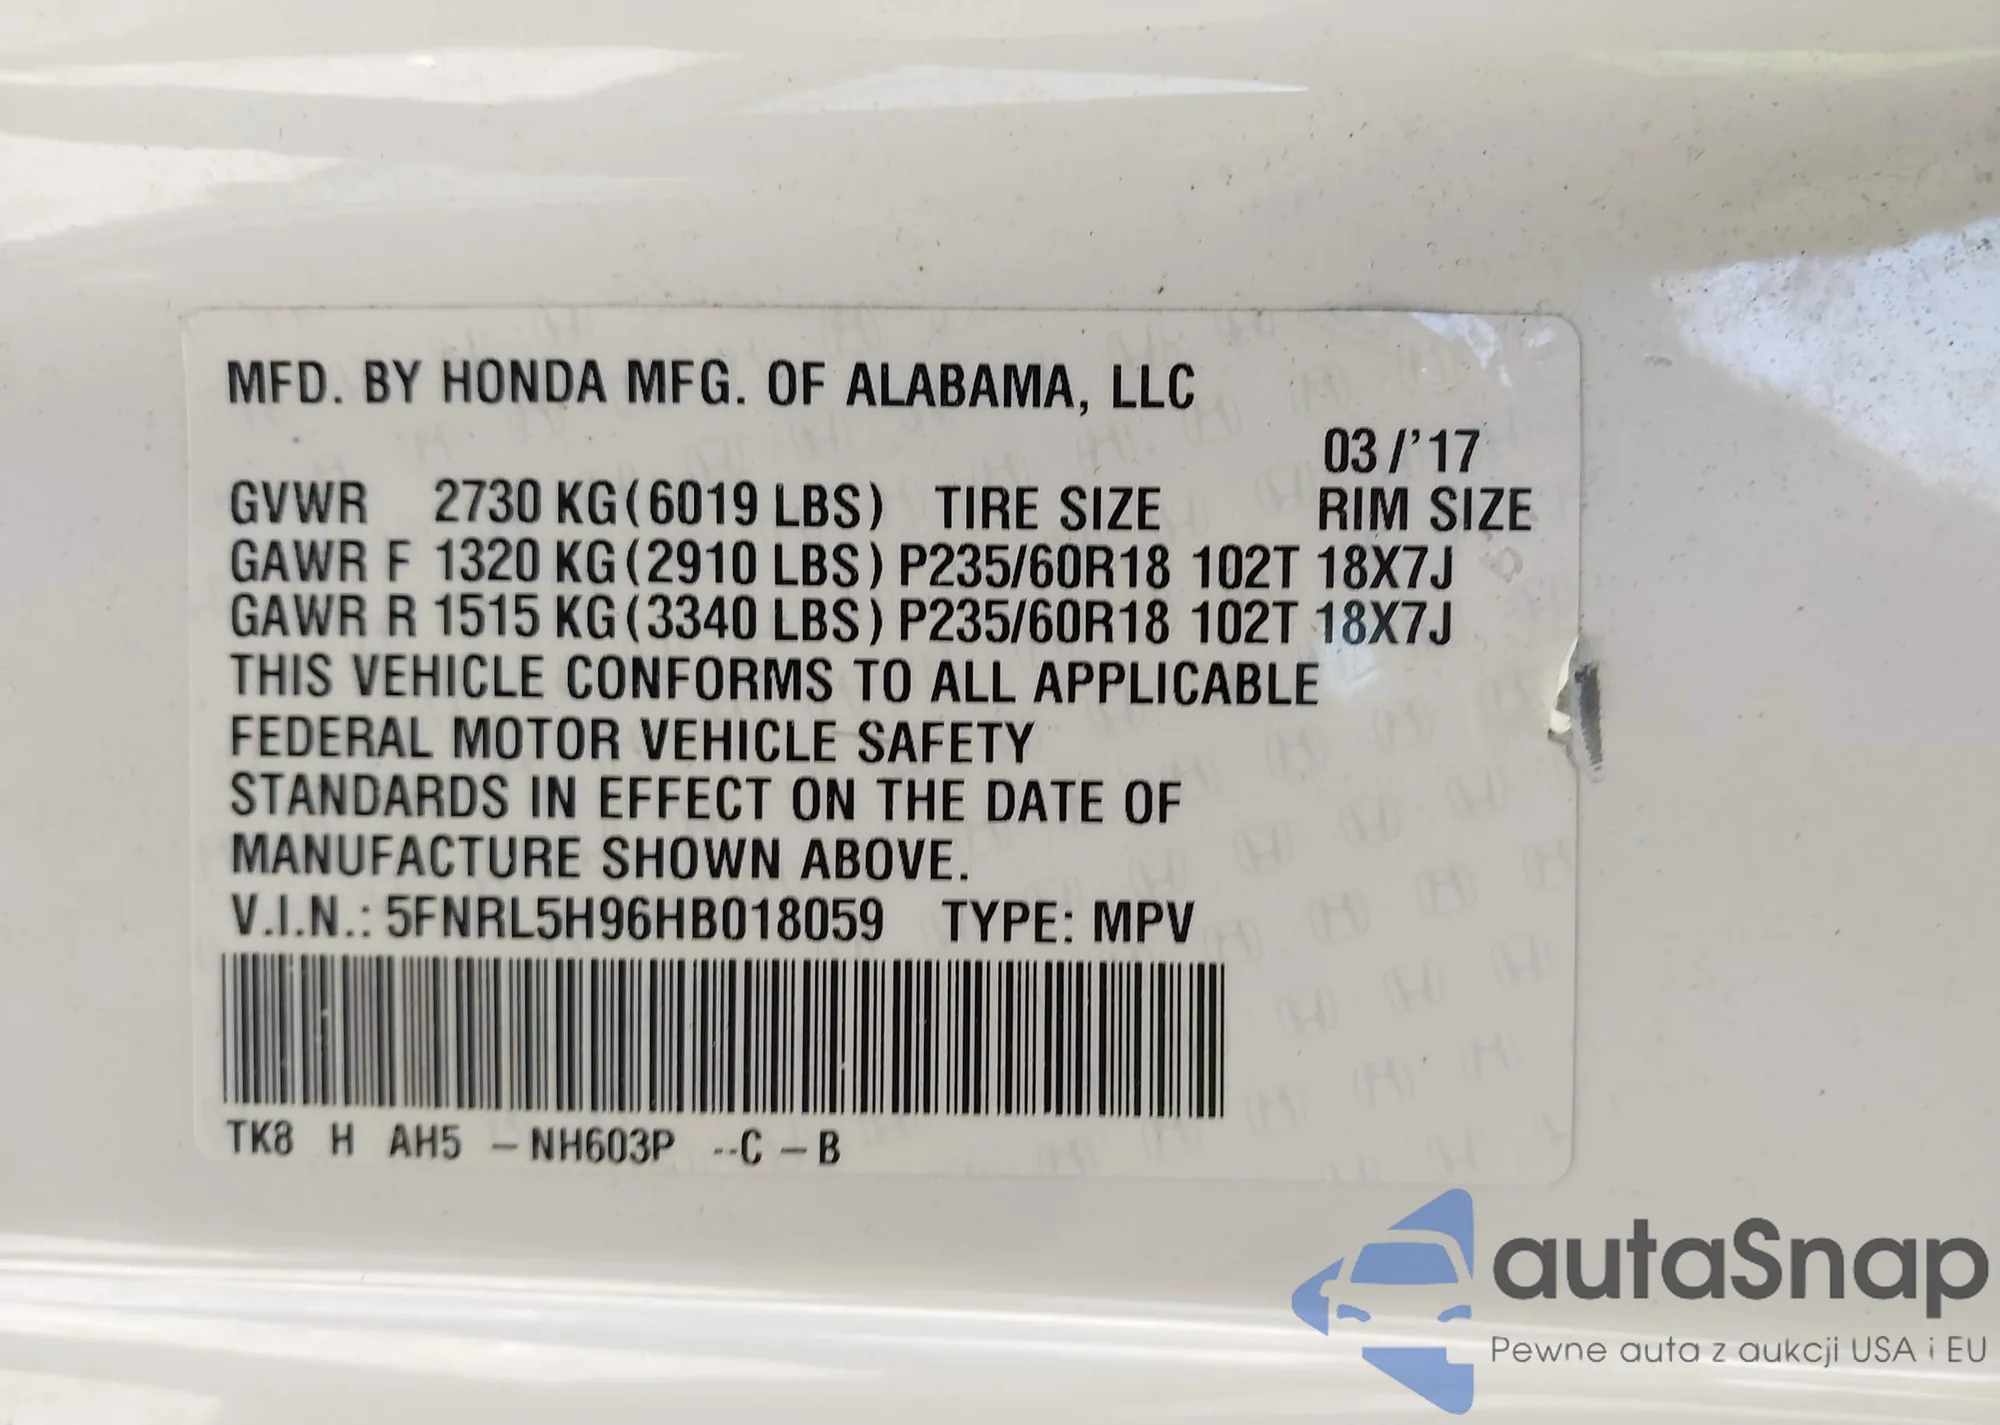 MFD. BY HONDA MFG. OF ALABAMA, LLC
03/'17
GVWR 2730 KG(6019 LBS) TIRE SIZE RIM SIZE
GAWR F 1320 KG(2910 LBS) P235/60R18 102T 18X7J
GAWR R 1515 KG(3340 LBS) P235/60R18 102T 18X7J
THIS VEHICLE CONFORMS TO ALL APPLICABLE
FEDERAL MOTOR VEHICLE SAFETY
STANDARDS IN EFFECT ON THE DATE OF
MANUFACTURE SHOWN ABOVE.
V.I.N.: 5FNRL5H96HB018059 TYPE: MPV
TK8 H AH5 – NH603P --C – B
autaSnap
Pewne auta z aukcji USA i EU